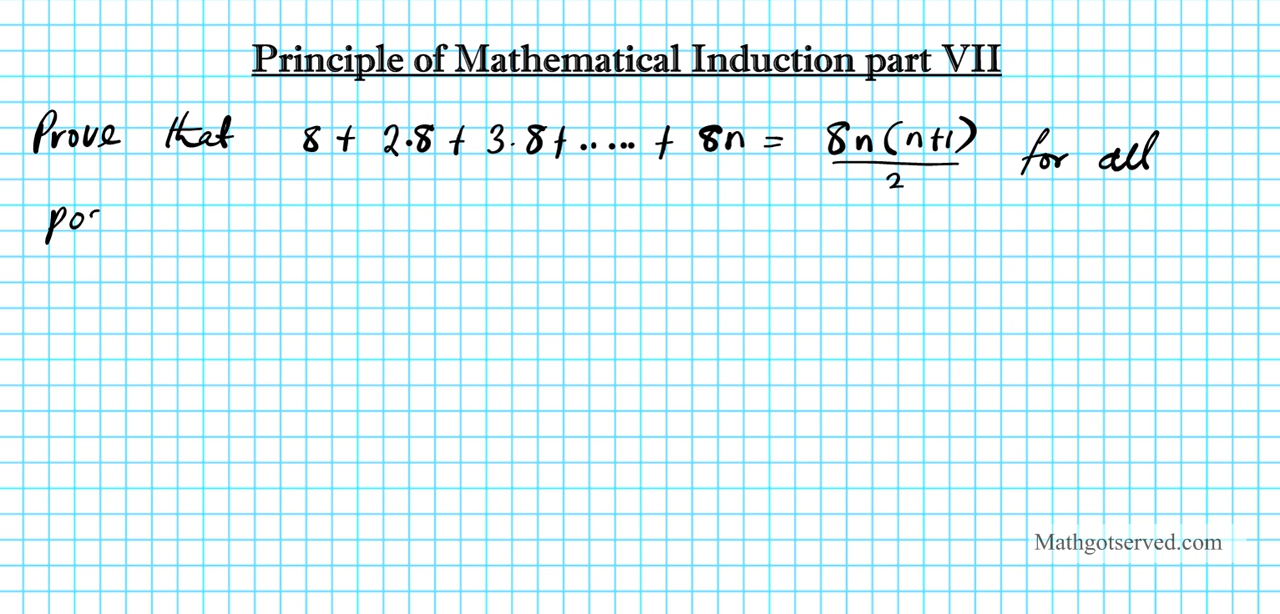 Principle of Mathematical Induction part VII
Prove that 8 + 2.8 + 3.8 + ..... + 8n = 8n(n+1)/2 for all
pos
Mathgotserved.com